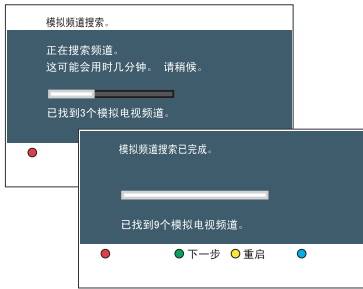 模拟频道搜索。
正在搜索频道。
这可能会用时几分钟。 请稍候。
已找到3个模拟电视频道。
模拟频道搜索已完成。
已找到9个模拟电视频道。
下一步 重启